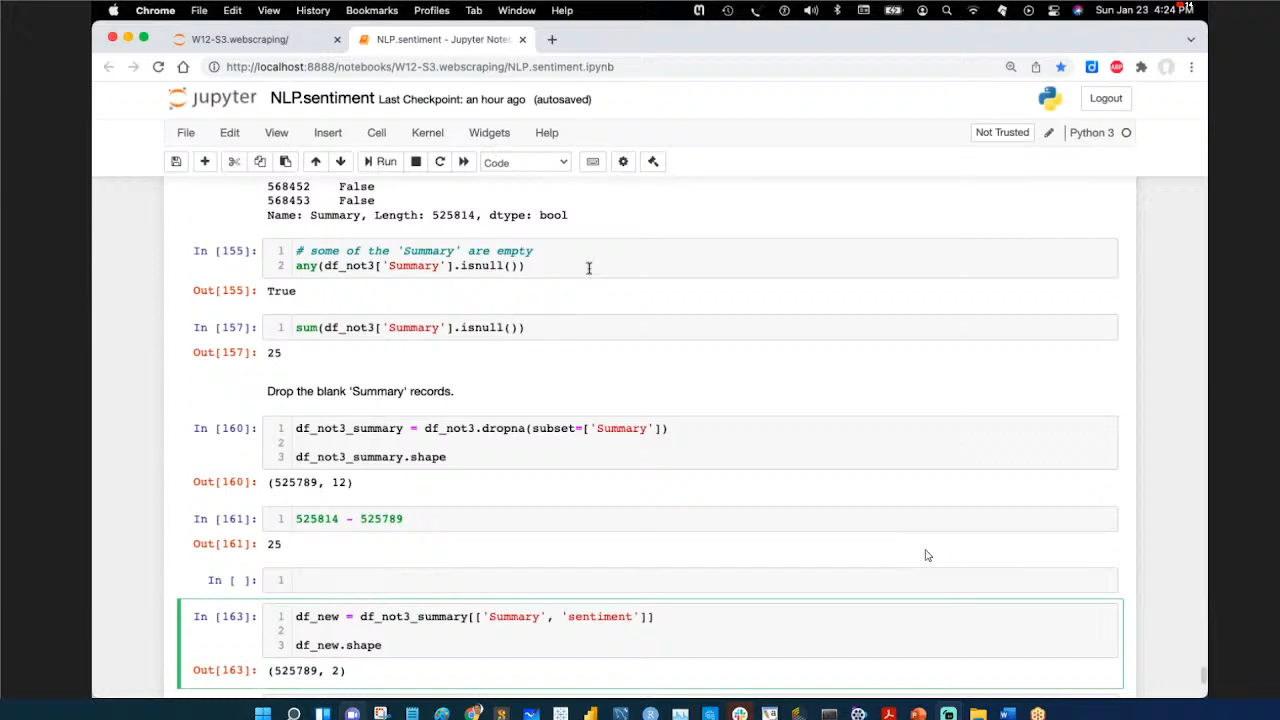 Chrome File Edit View History Bookmarks Profiles Tab Window Help Sun Jan 23 4:24 PM
W12-S3.webscraping/ NLP.sentiment - Jupyter Note
http://localhost:8888/notebooks/W12-S3.webscraping/NLP.sentiment.ipynb
jupyter NLP.sentiment Last Checkpoint: an hour ago (autosaved) Logout
File Edit View Insert Cell Kernel Widgets Help Not Trusted Python 3
Run Code
568452 False
568453 False
Name: Summary, Length: 525814, dtype: bool
In [155]: 1 # some of the 'Summary' are empty
2 any(df_not3['Summary'].isnull())
Out[155]: True
In [157]: 1 sum(df_not3['Summary'].isnull())
Out[157]: 25
Drop the blank 'Summary' records.
In [160]: 1 df_not3_summary = df_not3.dropna(subset=['Summary'])
2
3 df_not3_summary.shape
Out[160]: (525789, 12)
In [161]: 1 525814 - 525789
Out[161]: 25
In [ ]: 1
In [163]: 1 df_new = df_not3_summary[['Summary', 'sentiment']]
2
3 df_new.shape
Out[163]: (525789, 2)